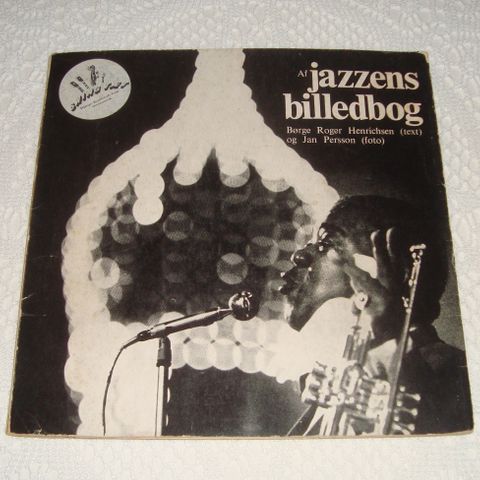 Af jazzens
billedbog
Børge Roger Henrichsen (text)
og Jan Persson (foto)